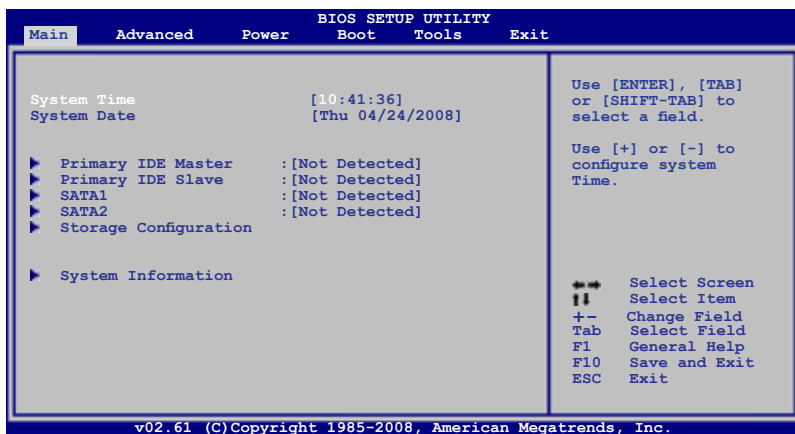 BIOS SETUP UTILITY
Main Advanced Power Boot Tools Exit
System Time [10:41:36]
System Date [Thu 04/24/2008]
Primary IDE Master :[Not Detected]
Primary IDE Slave :[Not Detected]
SATA1 :[Not Detected]
SATA2 :[Not Detected]
Storage Configuration
System Information
Use [ENTER], [TAB]
or [SHIFT-TAB] to
select a field.
Use [+] or [-] to
configure system
Time.
←→ Select Screen
↑↓ Select Item
+- Change Field
Tab Select Field
F1 General Help
F10 Save and Exit
ESC Exit
v02.61 (C)Copyright 1985-2008, American Megatrends, Inc.